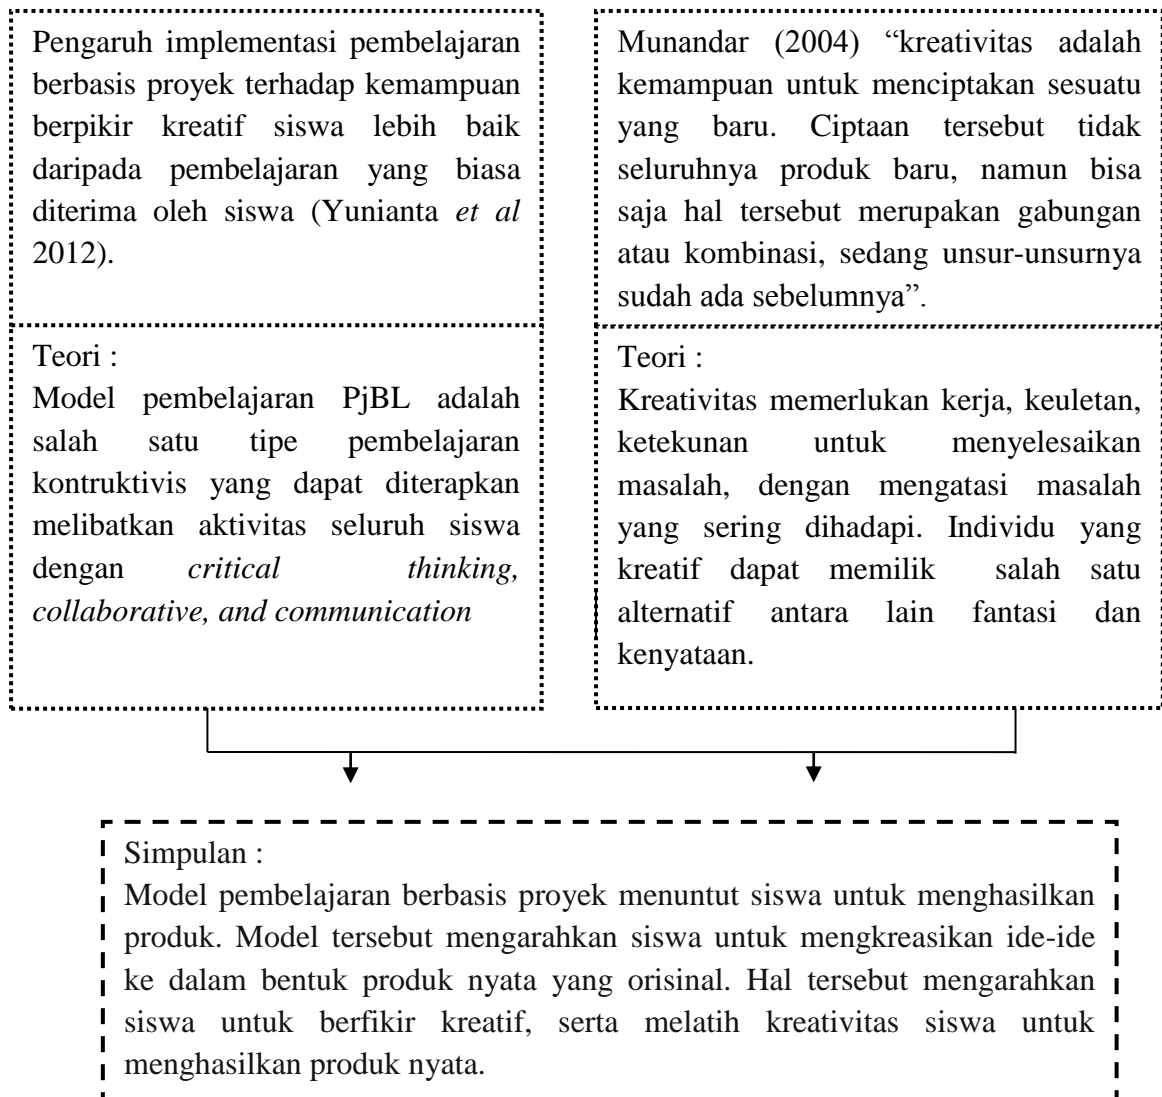 Pengaruh implementasi pembelajaran
berbasis proyek terhadap kemampuan
berpikir kreatif siswa lebih baik
daripada pembelajaran yang biasa
diterima oleh siswa (Yunianta et al
2012).
Teori :
Model pembelajaran PjBL adalah
salah satu tipe pembelajaran
kontruktivis yang dapat diterapkan
melibatkan aktivitas seluruh siswa
dengan critical thinking,
collaborative, and communication
Munandar (2004) “kreativitas adalah
kemampuan untuk menciptakan sesuatu
yang baru. Ciptaan tersebut tidak
seluruhnya produk baru, namun bisa
saja hal tersebut merupakan gabungan
atau kombinasi, sedang unsur-unsurnya
sudah ada sebelumnya”.
Teori :
Kreativitas memerlukan kerja, keuletan,
ketekunan untuk menyelesaikan
masalah, dengan mengatasi masalah
yang sering dihadapi. Individu yang
kreatif dapat memilik salah satu
alternatif antara lain fantasi dan
kenyataan.
Simpulan :
Model pembelajaran berbasis proyek menuntut siswa untuk menghasilkan
produk. Model tersebut mengarahkan siswa untuk mengkreasikan ide-ide
ke dalam bentuk produk nyata yang orisinal. Hal tersebut mengarahkan
siswa untuk berfikir kreatif, serta melatih kreativitas siswa untuk
menghasilkan produk nyata.